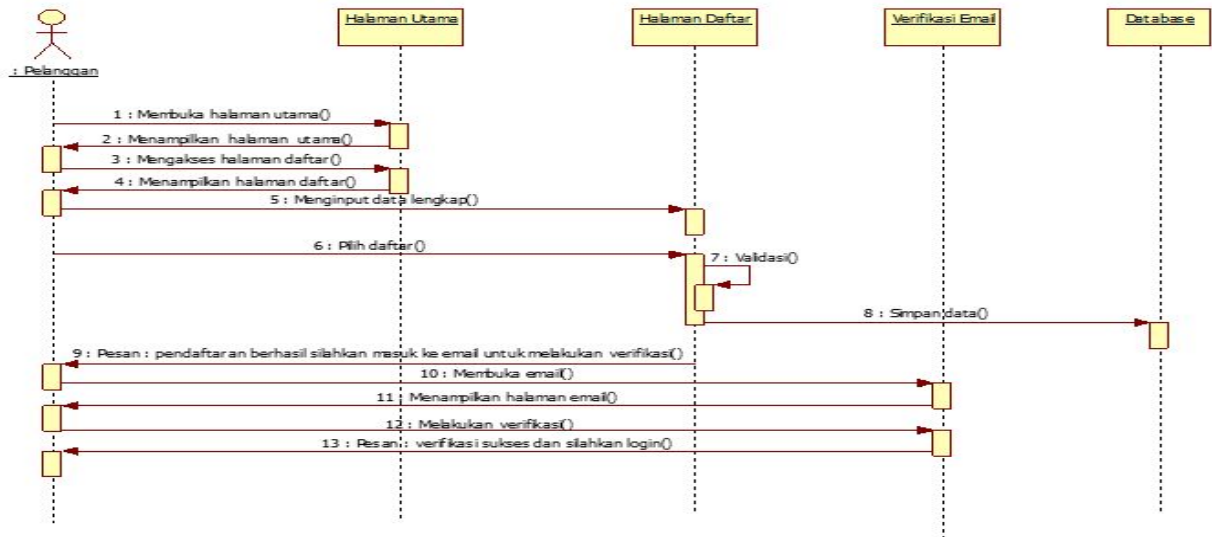 Halaman Utama
Halaman Daftar
Verifikasi Email
Database
: Pelanggan
1 : Membuka halaman utama()
2 : Menampilkan halaman utama()
3 : Mengakses halaman daftar()
4 : Menampilkan halaman daftar()
5 : Menginput data lengkap()
6 : Pilih daftar()
7 : Validasi()
8 : Simpan data()
9 : Pesan : pendaftaran berhasil silahkan masuk ke email untuk melakukan verifikasi()
10 : Membuka email()
11 : Menampilkan halaman email()
12 : Melakukan verifikasi()
13 : Pesan : verifikasi sukses dan silahkan login()